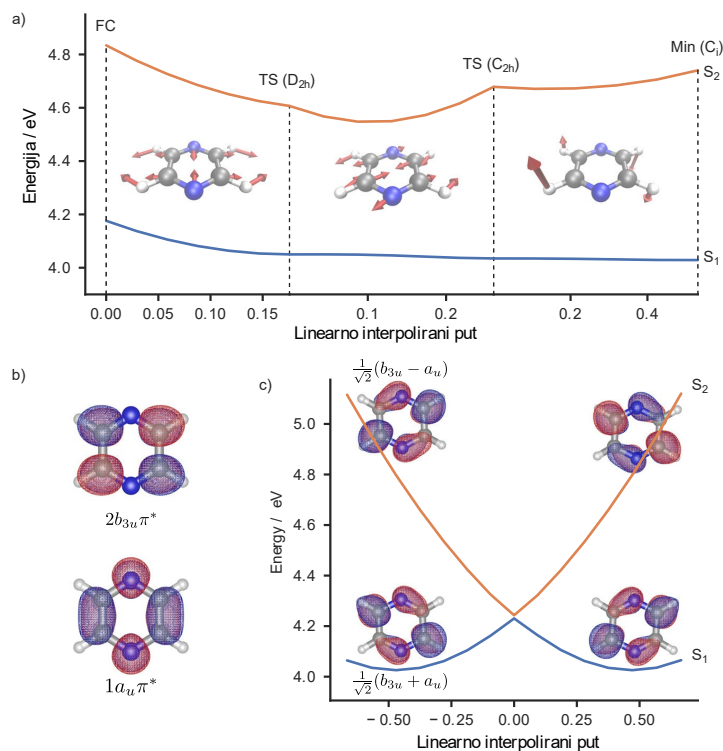 a)
FC
TS (D2h)
TS (C2h)
Min (Ci)
S2
S1
Energija / eV
4.8
4.6
4.4
4.2
4.0
0.00 0.05 0.10 0.15 0.1 0.2 0.2 0.4
Linearno interpolirani put
b)
2b3uπ*
1auπ*
c)
1/√2(b3u − au)
S2
Energy / eV
5.0
4.8
4.6
4.4
4.2
4.0
S1
1/√2(b3u + au)
− 0.50 − 0.25 0.00 0.25 0.50
Linearno interpolirani put